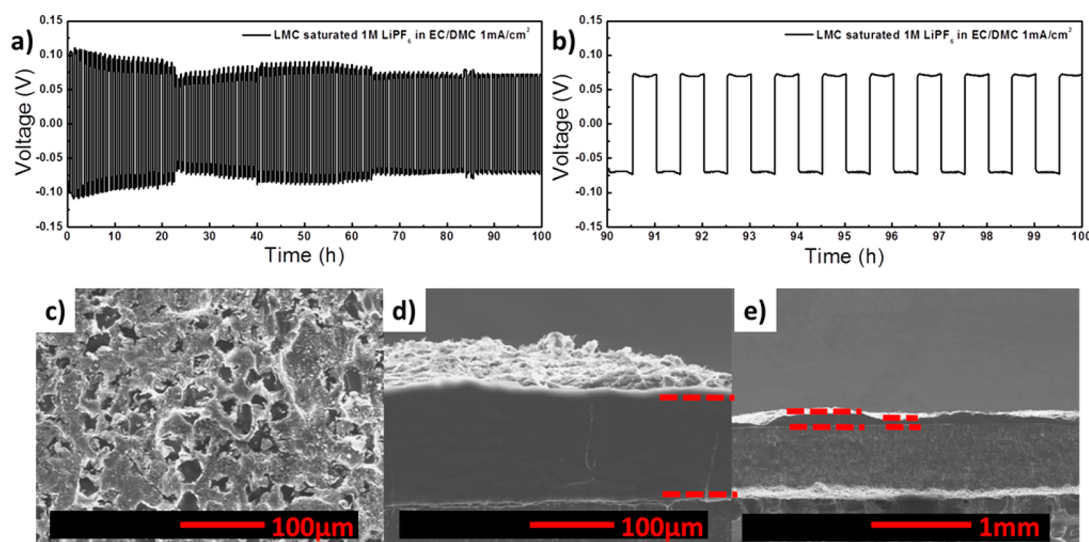 a)
LMC saturated 1M LiPF₆ in EC/DMC 1mA/cm²
0.15
0.10
0.05
0.00
-0.05
-0.10
-0.15
Voltage (V)
0 10 20 30 40 50 60 70 80 90 100
Time (h)
b)
LMC saturated 1M LiPF₆ in EC/DMC 1mA/cm²
0.15
0.10
0.05
0.00
-0.05
-0.10
-0.15
Voltage (V)
90 91 92 93 94 95 96 97 98 99 100
Time (h)
c)
100μm
d)
100μm
e)
1mm